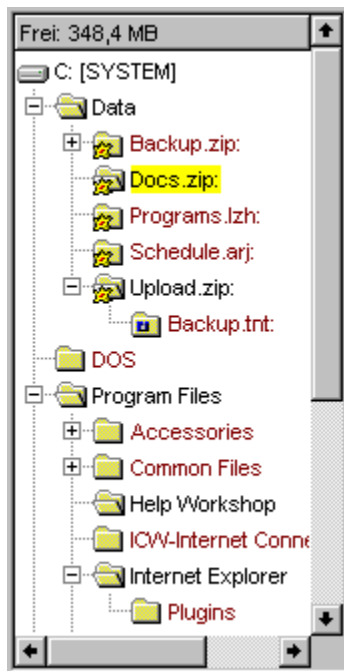 Frei: 348,4 MB
C: [SYSTEM]
Data
Backup.zip:
Docs.zip:
Programs.lzh:
Schedule.arj:
Upload.zip:
Backup.tnt:
DOS
Program Files
Accessories
Common Files
Help Workshop
ICW-Internet Conne
Internet Explorer
Plugins